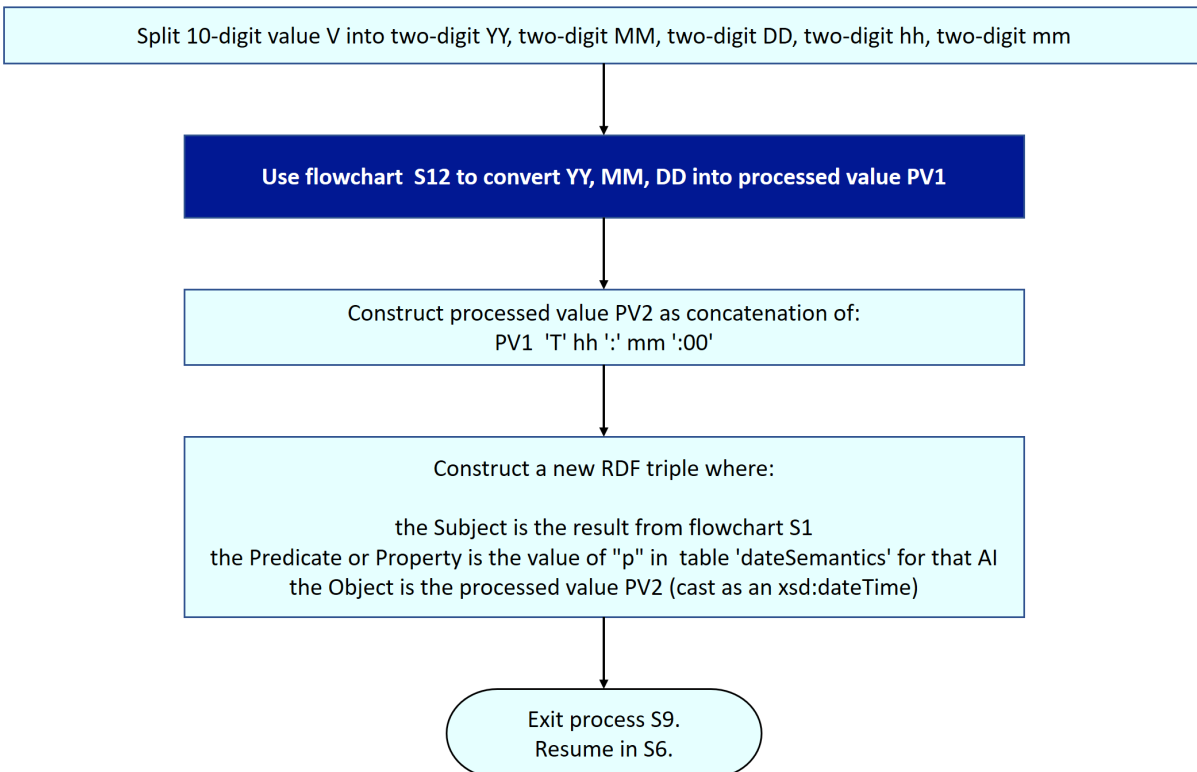 Split 10-digit value V into two-digit YY, two-digit MM, two-digit DD, two-digit hh, two-digit mm
Use flowchart  S12 to convert YY, MM, DD into processed value PV1
Construct processed value PV2 as concatenation of:
PV1  'T' hh ':' mm ':00'
Construct a new RDF triple where:
the Subject is the result from flowchart S1
the Predicate or Property is the value of "p" in  table 'dateSemantics' for that AI
the Object is the processed value PV2 (cast as an xsd:dateTime)
Exit process S9.
Resume in S6.